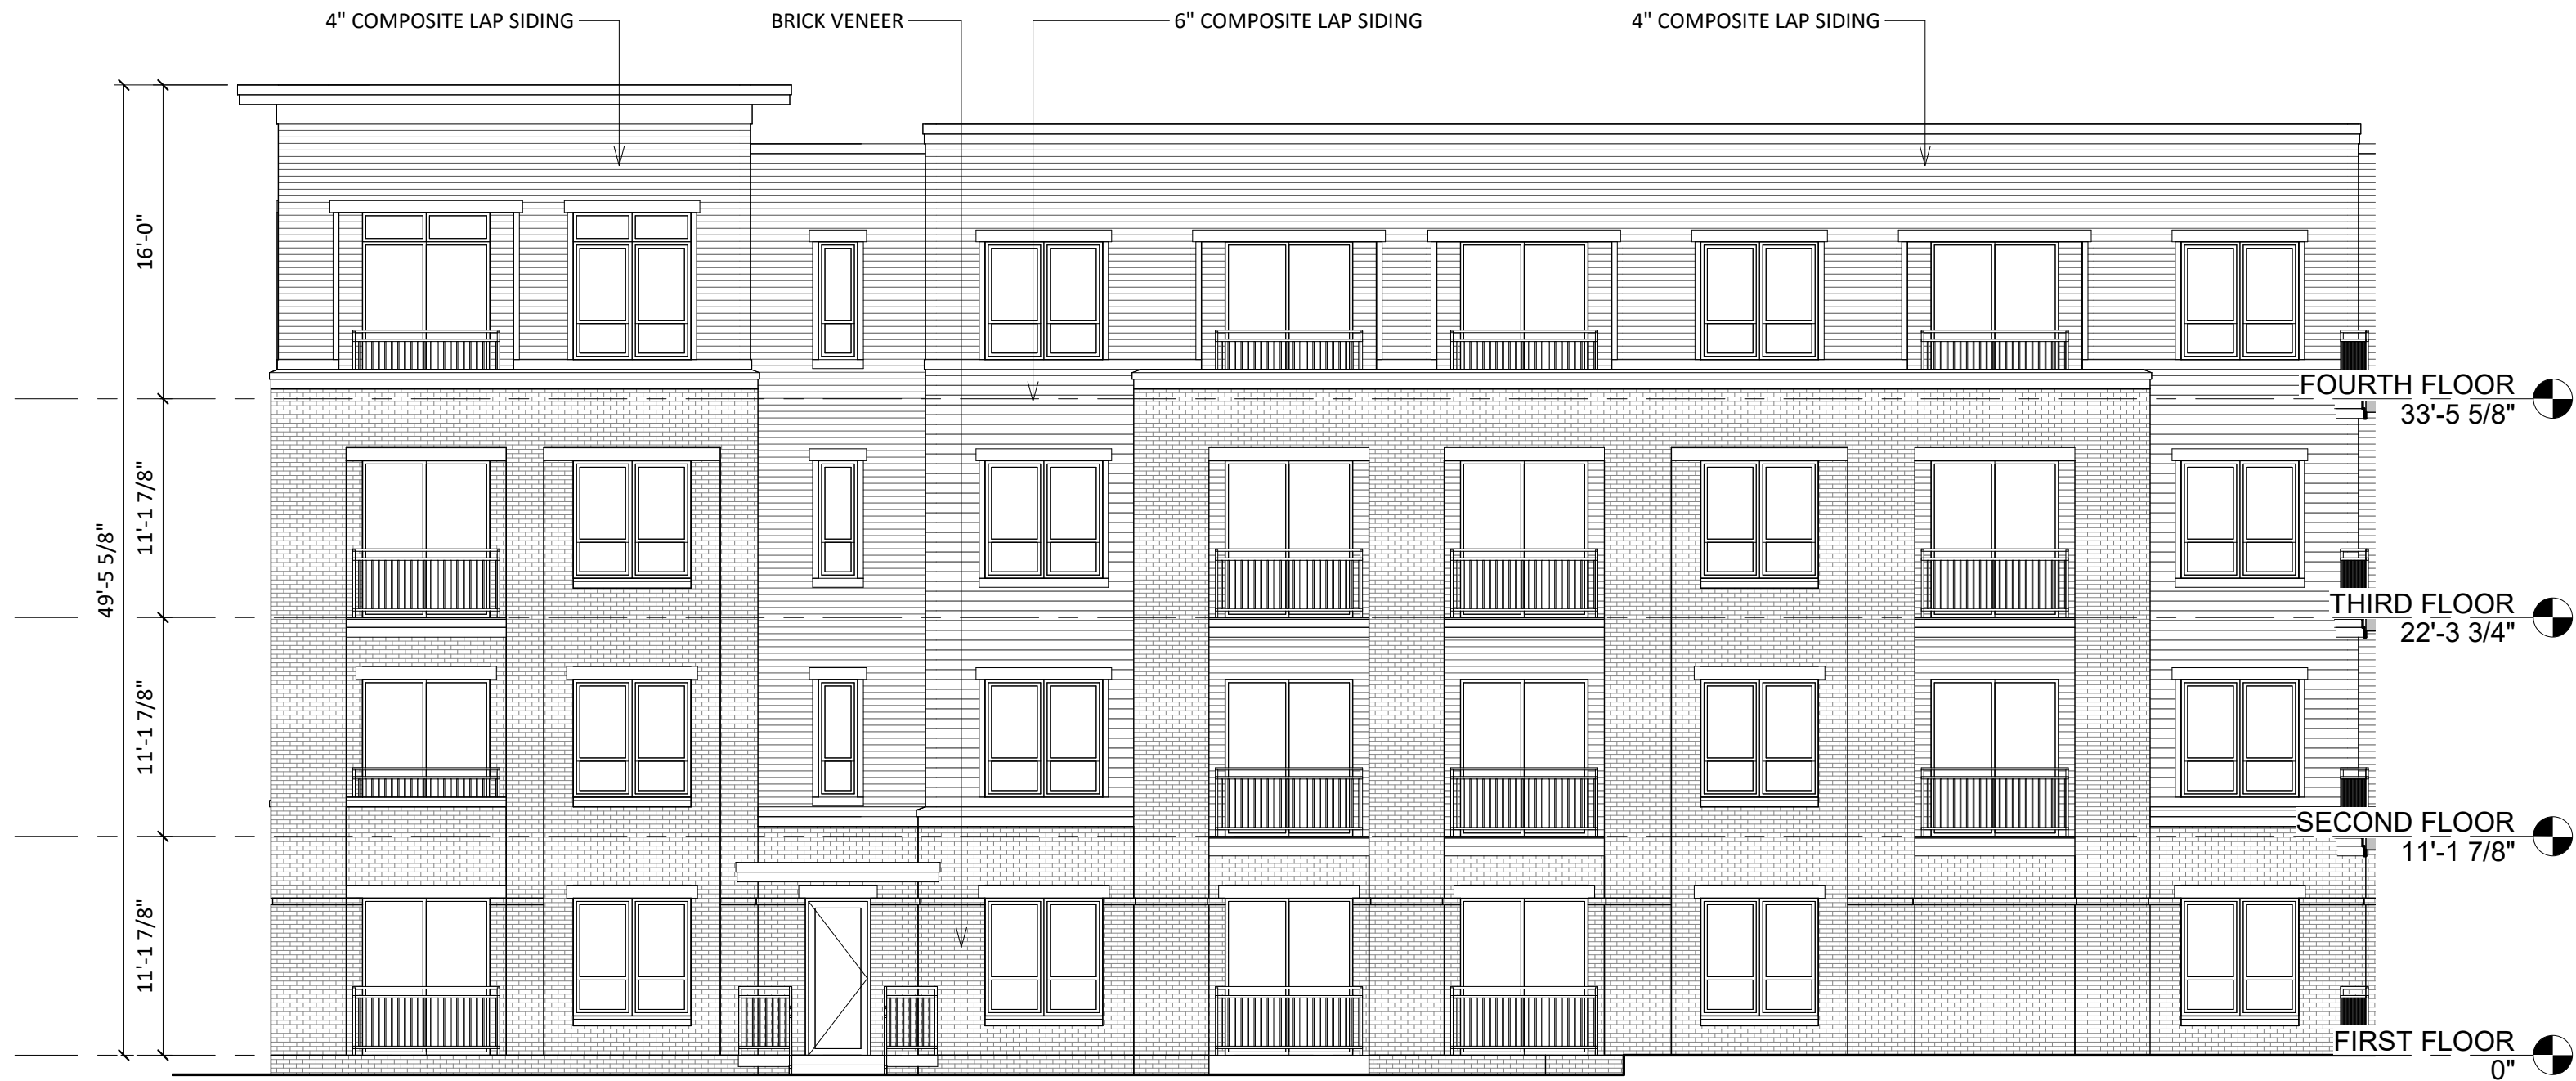 4" COMPOSITE LAP SIDING
BRICK VENEER
6" COMPOSITE LAP SIDING
4" COMPOSITE LAP SIDING
16'-0"
11'-1 7/8"
49'-5 5/8"
11'-1 7/8"
11'-1 7/8"
FOURTH FLOOR
33'-5 5/8"
THIRD FLOOR
22'-3 3/4"
SECOND FLOOR
11'-1 7/8"
FIRST FLOOR
0"